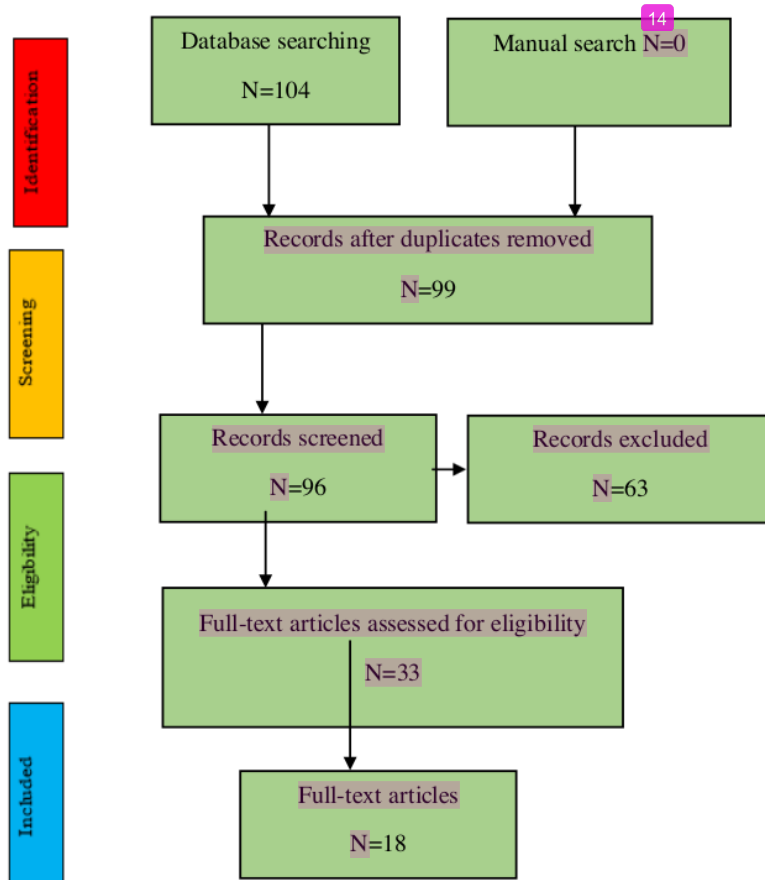 14
Database searching
N=104
Manual search N=0
Identification
Records after duplicates removed
N=99
Screening
Records screened
N=96
Records excluded
N=63
Eligibility
Full-text articles assessed for eligibility
N=33
Included
Full-text articles
N=18